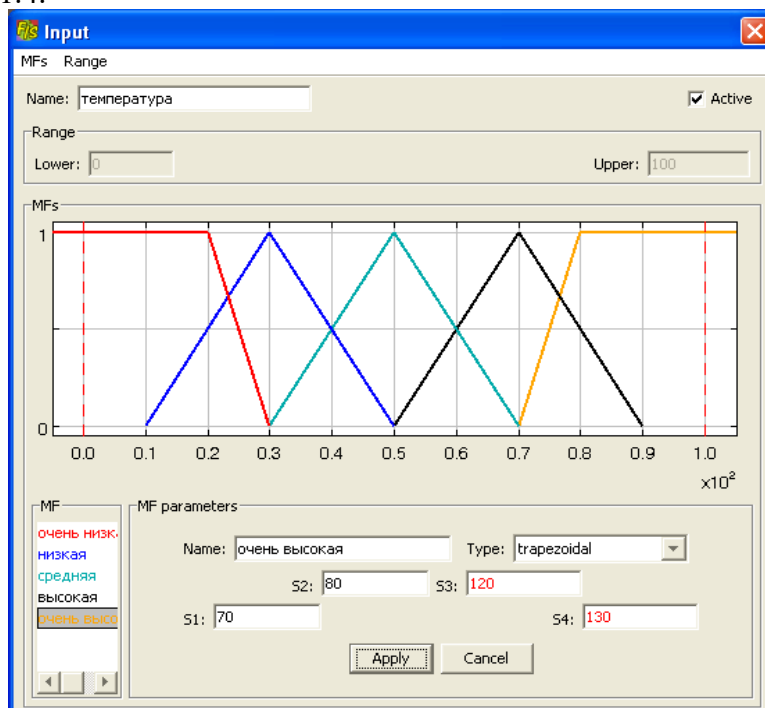 Input
MFs Range
Name: температура Active
Range
Lower: 0 Upper: 100
MFs
1
0
0.0 0.1 0.2 0.3 0.4 0.5 0.6 0.7 0.8 0.9 1.0
x10²
MF
очень низк
низкая
средняя
высокая
очень высо
MF parameters
Name: очень высокая Type: trapezoidal
S2: 80 S3: 120
S1: 70 S4: 130
Apply Cancel